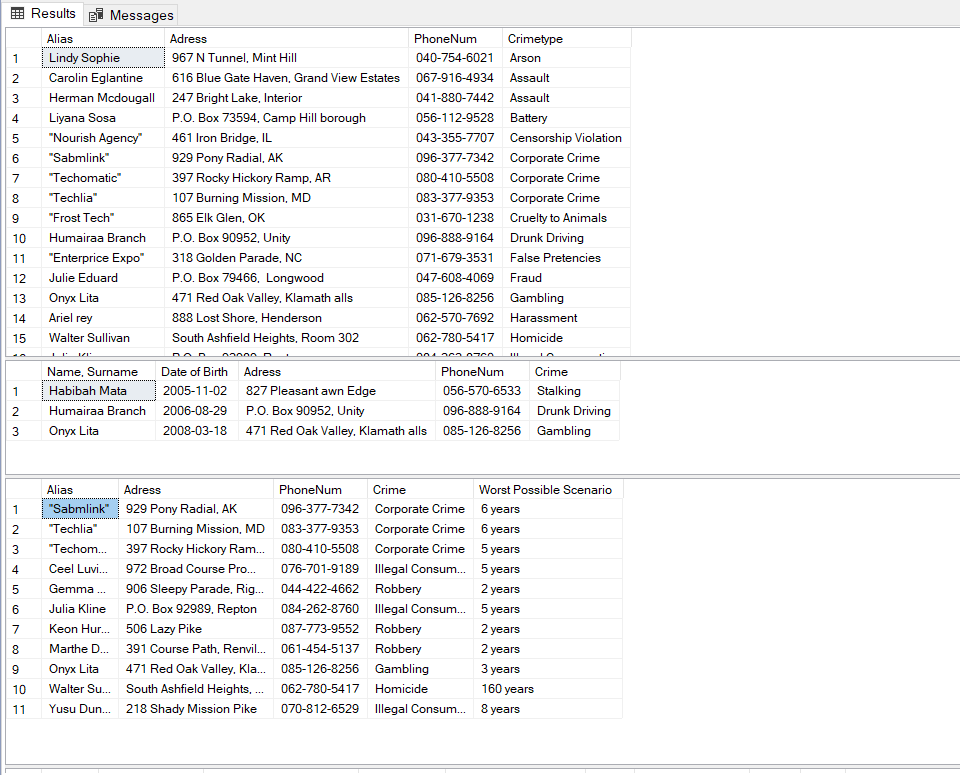 Results Messages
Alias Adress PhoneNum Crimetype
1 Lindy Sophie 967 N Tunnel, Mint Hill 040-754-6021 Arson
2 Carolin Eglantine 616 Blue Gate Haven, Grand View Estates 067-916-4934 Assault
3 Herman Mcdougall 247 Bright Lake, Interior 041-880-7442 Assault
4 Liyana Sosa P.O. Box 73594, Camp Hill borough 056-112-9528 Battery
5 "Nourish Agency" 461 Iron Bridge, IL 043-355-7707 Censorship Violation
6 "Sabmlink" 929 Pony Radial, AK 096-377-7342 Corporate Crime
7 "Techomatic" 397 Rocky Hickory Ramp, AR 080-410-5508 Corporate Crime
8 "Techlia" 107 Burning Mission, MD 083-377-9353 Corporate Crime
9 "Frost Tech" 865 Elk Glen, OK 031-670-1238 Cruelty to Animals
10 Humairaa Branch P.O. Box 90952, Unity 096-888-9164 Drunk Driving
11 "Enterprice Expo" 318 Golden Parade, NC 071-679-3531 False Pretencies
12 Julie Eduard P.O. Box 79466, Longwood 047-608-4069 Fraud
13 Onyx Lita 471 Red Oak Valley, Klamath alls 085-126-8256 Gambling
14 Ariel rey 888 Lost Shore, Henderson 062-570-7692 Harassment
15 Walter Sullivan South Ashfield Heights, Room 302 062-780-5417 Homicide
Name, Surname Date of Birth Adress PhoneNum Crime
1 Habibah Mata 2005-11-02 827 Pleasant awn Edge 056-570-6533 Stalking
2 Humairaa Branch 2006-08-29 P.O. Box 90952, Unity 096-888-9164 Drunk Driving
3 Onyx Lita 2008-03-18 471 Red Oak Valley, Klamath alls 085-126-8256 Gambling
Alias Adress PhoneNum Crime Worst Possible Scenario
1 "Sabmlink" 929 Pony Radial, AK 096-377-7342 Corporate Crime 6 years
2 "Techlia" 107 Burning Mission, MD 083-377-9353 Corporate Crime 6 years
3 "Techom... 397 Rocky Hickory Ram... 080-410-5508 Corporate Crime 5 years
4 Ceel Luvi... 972 Broad Course Pro... 076-701-9189 Illegal Consum... 5 years
5 Gemma ... 906 Sleepy Parade, Rig... 044-422-4662 Robbery 2 years
6 Julia Kline P.O. Box 92989, Repton 084-262-8760 Illegal Consum... 5 years
7 Keon Hur... 506 Lazy Pike 087-773-9552 Robbery 2 years
8 Marthe D... 391 Course Path, Renvil... 061-454-5137 Robbery 2 years
9 Onyx Lita 471 Red Oak Valley, Kla... 085-126-8256 Gambling 3 years
10 Walter Su... South Ashfield Heights, ... 062-780-5417 Homicide 160 years
11 Yusu Dun... 218 Shady Mission Pike 070-812-6529 Illegal Consum... 8 years